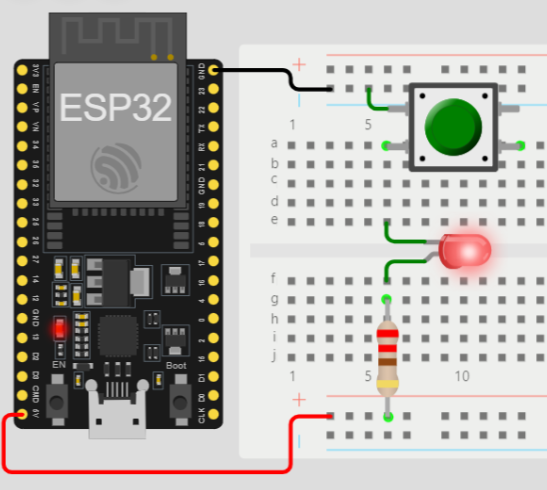 ESP32
3V3
EN
VP
VN
34
35
32
33
25
26
27
14
12
GND
13
D2
D3
CMD
5V
GND
23
22
TX
RX
21
GND
19
18
5
17
16
4
0
2
15
D1
D0
CLK
EN
Boot
+
1 5
a
b
c
d
e
f
g
h
i
j
1 5 10
+